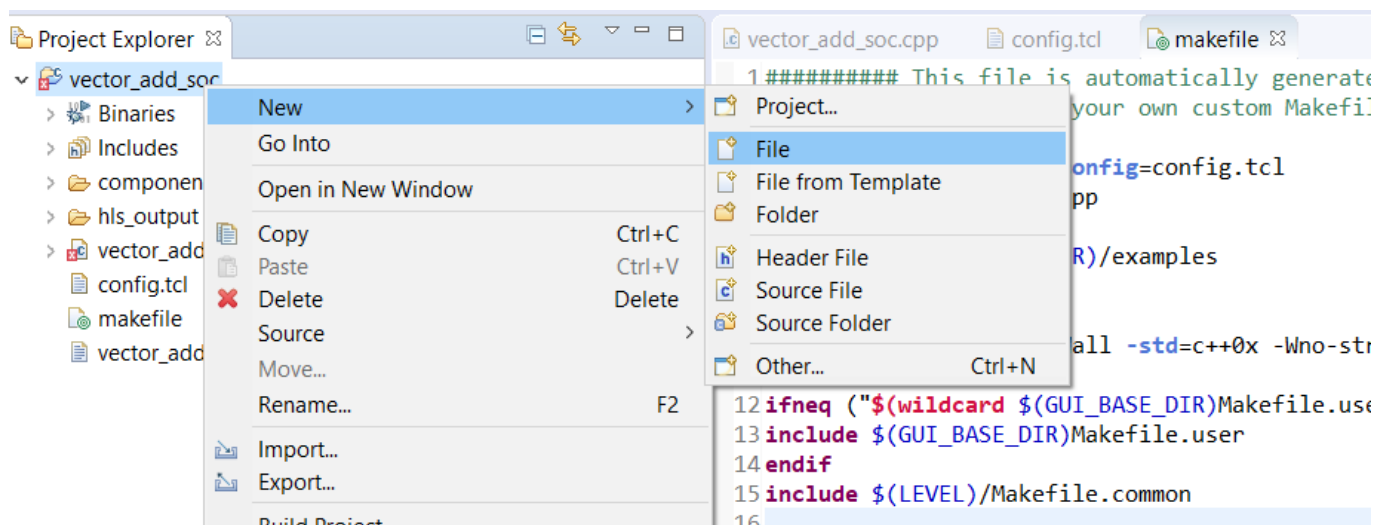 Project Explorer
vector_add_soc
Binaries
Includes
componen
hls_output
vector_add
config.tcl
makefile
vector_add
New
Go Into
Open in New Window
Copy Ctrl+C
Paste Ctrl+V
Delete Delete
Source
Move...
Rename... F2
Import...
Export...
Build Project
Project...
File
File from Template
Folder
Header File
Source File
Source Folder
Other... Ctrl+N
vector_add_soc.cpp config.tcl makefile
1 ########## This file is automatically generate
your own custom Makefi
onfig=config.tcl
pp
R)/examples
all -std=c++0x -Wno-str
12 ifneq ("$(wildcard $(GUI_BASE_DIR)Makefile.use
13 include $(GUI_BASE_DIR)Makefile.user
14 endif
15 include $(LEVEL)/Makefile.common
16